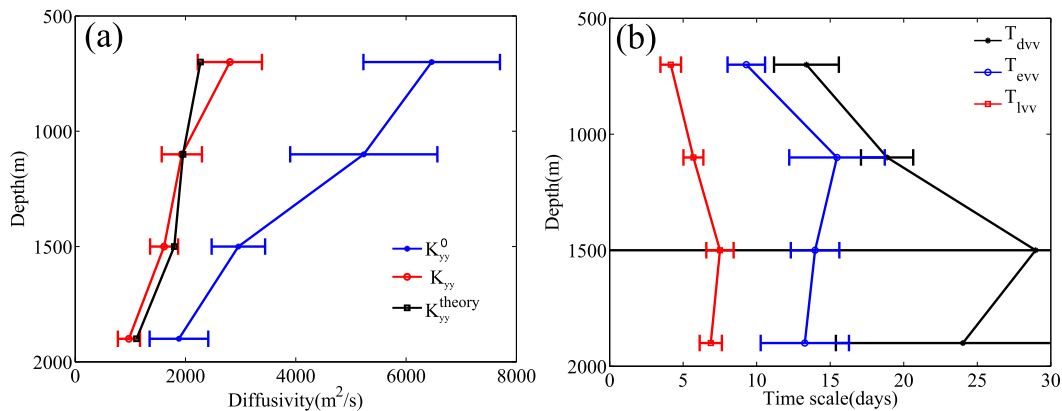 (a)
500
1000
1500
2000
Depth(m)
0 2000 4000 6000 8000
Diffusivity(m²/s)
K⁰yy
Kyy
Kyy^theory
(b)
500
1000
1500
2000
Depth(m)
0 5 10 15 20 25 30
Time scale(days)
Tdvv
Tevv
Tlvv